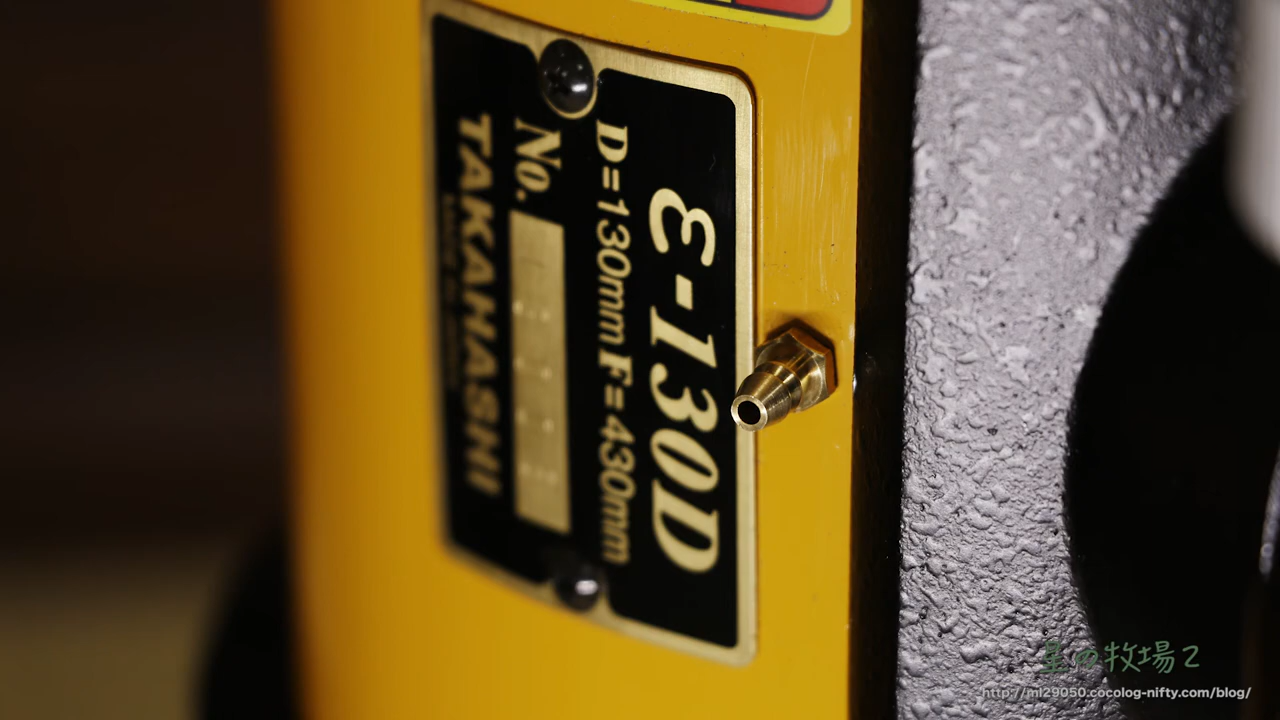 ε-130D
D=130mm F=430mm
No.
TAKAHASHI
星の牧場2
http://ml29050.cocolog-nifty.com/blog/